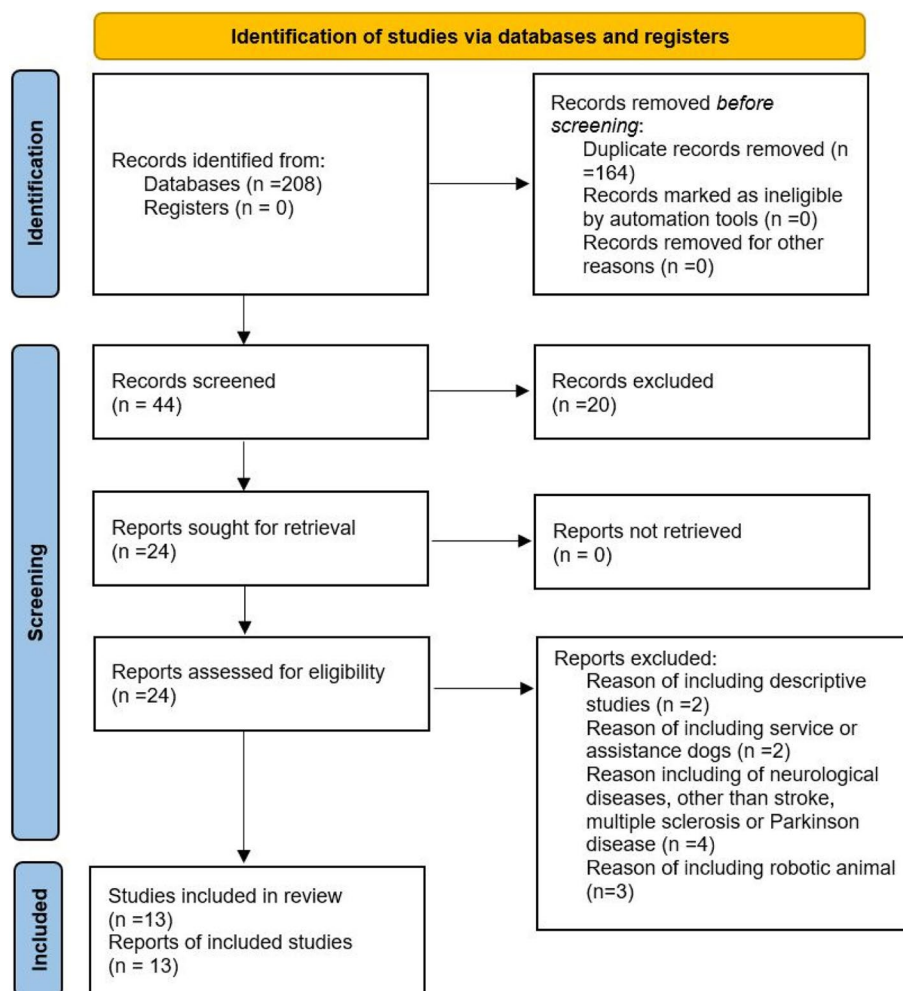 Identification of studies via databases and registers
Identification
Records identified from:
Databases (n =208)
Registers (n = 0)
Records removed before
screening:
Duplicate records removed (n
=164)
Records marked as ineligible
by automation tools (n =0)
Records removed for other
reasons (n =0)
Screening
Records screened
(n = 44)
Records excluded
(n =20)
Reports sought for retrieval
(n =24)
Reports not retrieved
(n = 0)
Reports assessed for eligibility
(n =24)
Reports excluded:
Reason of including descriptive
studies (n =2)
Reason of including service or
assistance dogs (n =2)
Reason including of neurological
diseases, other than stroke,
multiple sclerosis or Parkinson
disease (n =4)
Reason of including robotic animal
(n=3)
Included
Studies included in review
(n =13)
Reports of included studies
(n = 13)